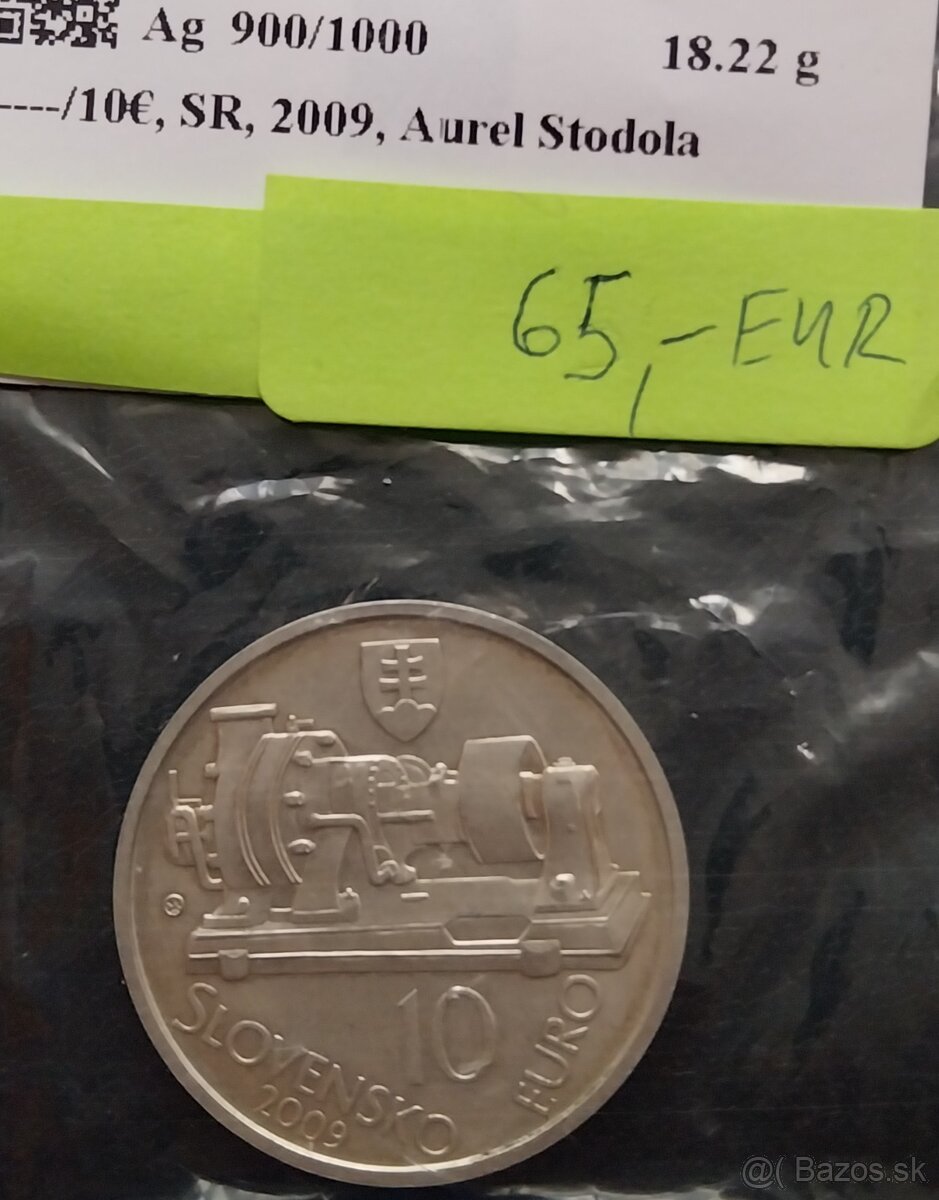 Ag 900/1000 18.22 g
----/10€, SR, 2009, Aurel Stodola
65,- EUR
SLOVENSKO 10 EURO
2009
@( Bazos.sk